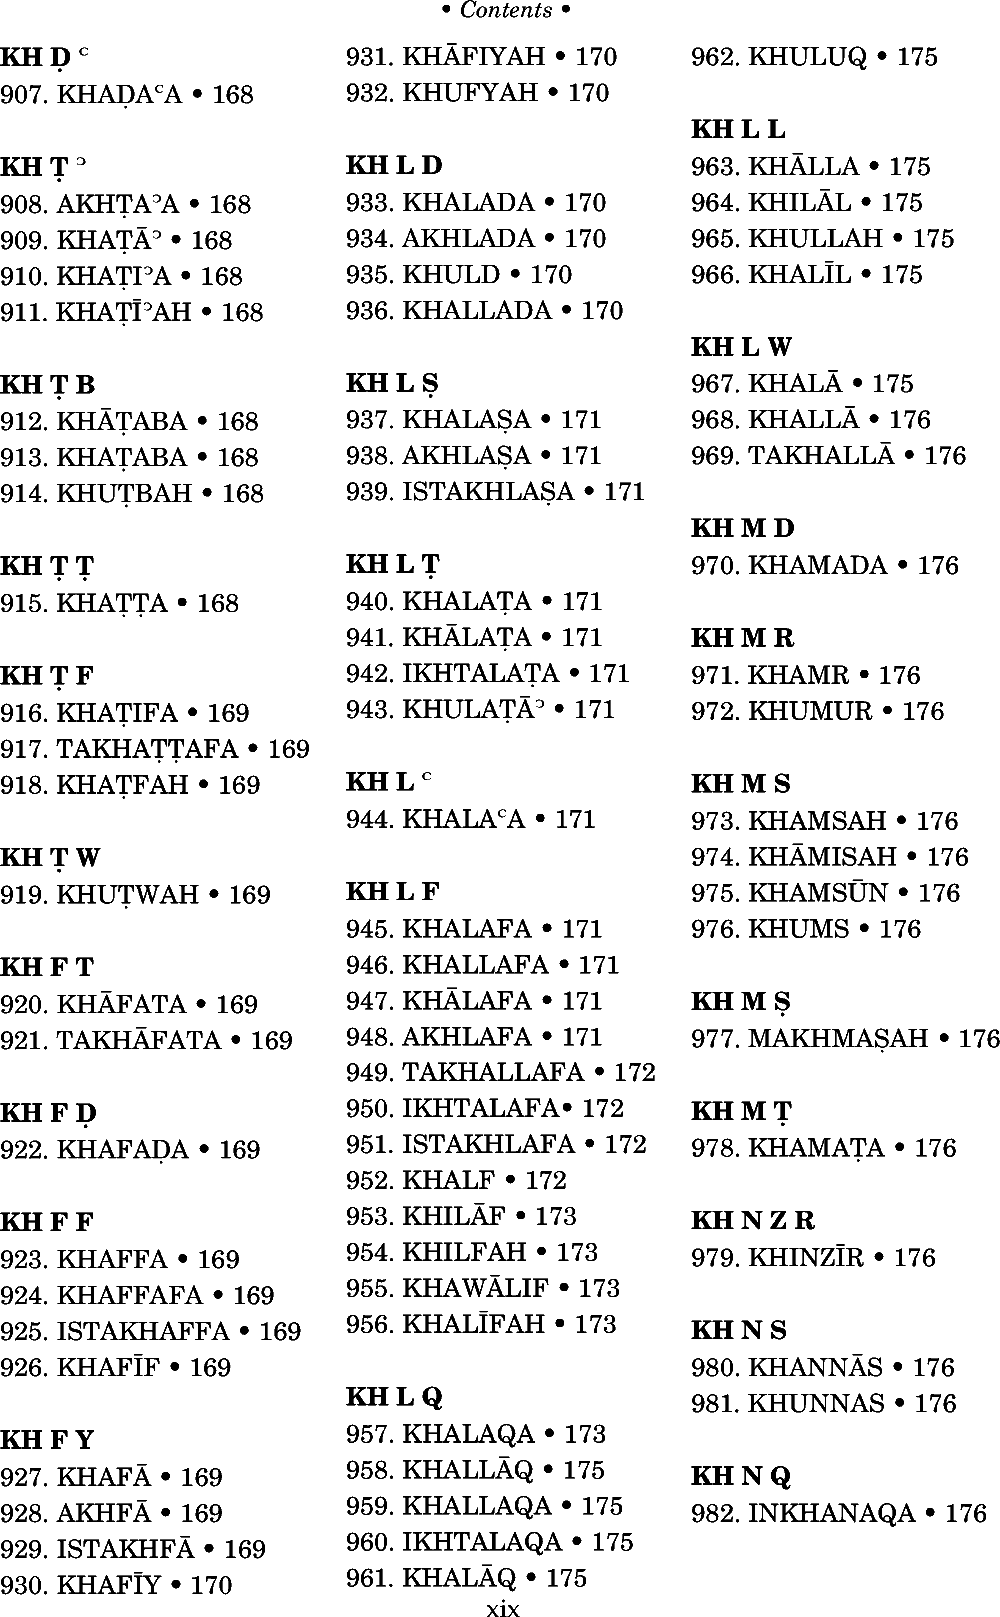 • Contents •
KH Ḍ ᶜ
907. KHAḌAᶜA • 168
KH Ṭ ᵓ
908. AKHṬAᵓA • 168
909. KHAṬĀᵓ • 168
910. KHAṬIᵓA • 168
911. KHAṬĪᵓAH • 168
KH Ṭ B
912. KHĀṬABA • 168
913. KHAṬABA • 168
914. KHUṬBAH • 168
KH Ṭ Ṭ
915. KHAṬṬA • 168
KH Ṭ F
916. KHAṬIFA • 169
917. TAKHAṬṬAFA • 169
918. KHAṬFAH • 169
KH Ṭ W
919. KHUṬWAH • 169
KH F T
920. KHĀFATA • 169
921. TAKHĀFATA • 169
KH F Ḍ
922. KHAFAḌA • 169
KH F F
923. KHAFFA • 169
924. KHAFFAFA • 169
925. ISTAKHAFFA • 169
926. KHAFĪF • 169
KH F Y
927. KHAFĀ • 169
928. AKHFĀ • 169
929. ISTAKHFĀ • 169
930. KHAFĪY • 170
931. KHĀFIYAH • 170
932. KHUFYAH • 170
KH L D
933. KHALADA • 170
934. AKHLADA • 170
935. KHULD • 170
936. KHALLADA • 170
KH L Ṣ
937. KHALAṢA • 171
938. AKHLAṢA • 171
939. ISTAKHLAṢA • 171
KH L Ṭ
940. KHALAṬA • 171
941. KHĀLAṬA • 171
942. IKHTALAṬA • 171
943. KHULAṬĀᵓ • 171
KH L ᶜ
944. KHALAᶜA • 171
KH L F
945. KHALAFA • 171
946. KHALLAFA • 171
947. KHĀLAFA • 171
948. AKHLAFA • 171
949. TAKHALLAFA • 172
950. IKHTALAFA• 172
951. ISTAKHLAFA • 172
952. KHALF • 172
953. KHILĀF • 173
954. KHILFAH • 173
955. KHAWĀLIF • 173
956. KHALĪFAH • 173
KH L Q
957. KHALAQA • 173
958. KHALLĀQ • 175
959. KHALLAQA • 175
960. IKHTALAQA • 175
961. KHALĀQ • 175
962. KHULUQ • 175
KH L L
963. KHĀLLA • 175
964. KHILĀL • 175
965. KHULLAH • 175
966. KHALĪL • 175
KH L W
967. KHALĀ • 175
968. KHALLĀ • 176
969. TAKHALLĀ • 176
KH M D
970. KHAMADA • 176
KH M R
971. KHAMR • 176
972. KHUMUR • 176
KH M S
973. KHAMSAH • 176
974. KHĀMISAH • 176
975. KHAMSŪN • 176
976. KHUMS • 176
KH M Ṣ
977. MAKHMAṢAH • 176
KH M Ṭ
978. KHAMAṬA • 176
KH N Z R
979. KHINZĪR • 176
KH N S
980. KHANNĀS • 176
981. KHUNNAS • 176
KH N Q
982. INKHANAQA • 176
xix